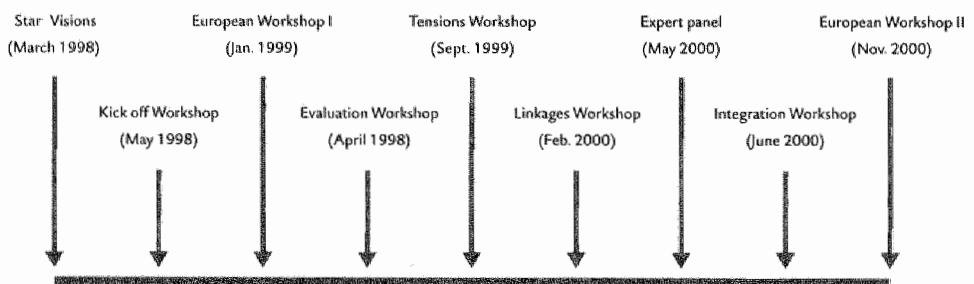 Star Visions
(March 1998)
European Workshop I
(Jan. 1999)
Tensions Workshop
(Sept. 1999)
Expert panel
(May 2000)
European Workshop II
(Nov. 2000)
Kick off Workshop
(May 1998)
Evaluation Workshop
(April 1998)
Linkages Workshop
(Feb. 2000)
Integration Workshop
(June 2000)